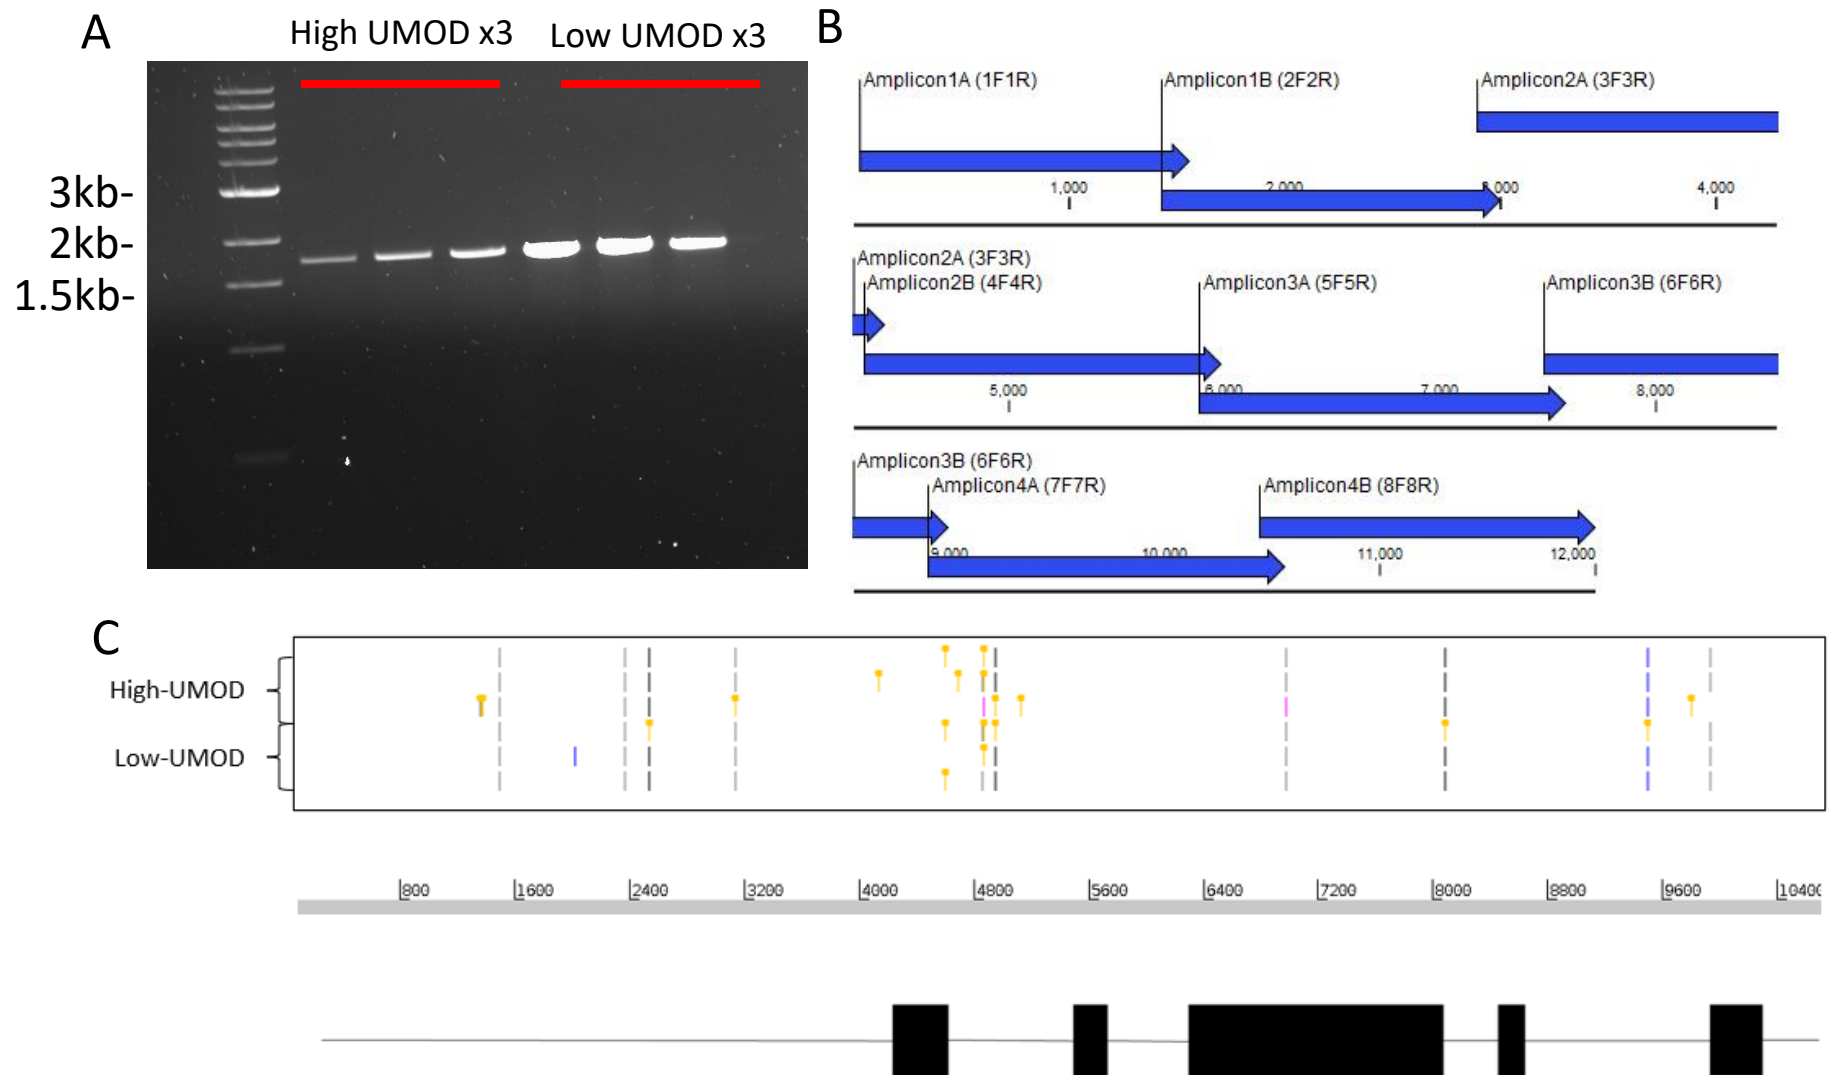 A
High UMOD x3
Low UMOD x3
3kb-
2kb-
1.5kb-
B
Amplicon1A (1F1R)
Amplicon1B (2F2R)
Amplicon2A (3F3R)
1,000
2,000
3,000
4,000
Amplicon2A (3F3R)
Amplicon2B (4F4R)
Amplicon3A (5F5R)
Amplicon3B (6F6R)
5,000
6,000
7,000
8,000
Amplicon3B (6F6R)
Amplicon4A (7F7R)
Amplicon4B (8F8R)
9,000
10,000
11,000
12,000
C
High-UMOD
Low-UMOD
800
1600
2400
3200
4000
4800
5600
6400
7200
8000
8800
9600
10400